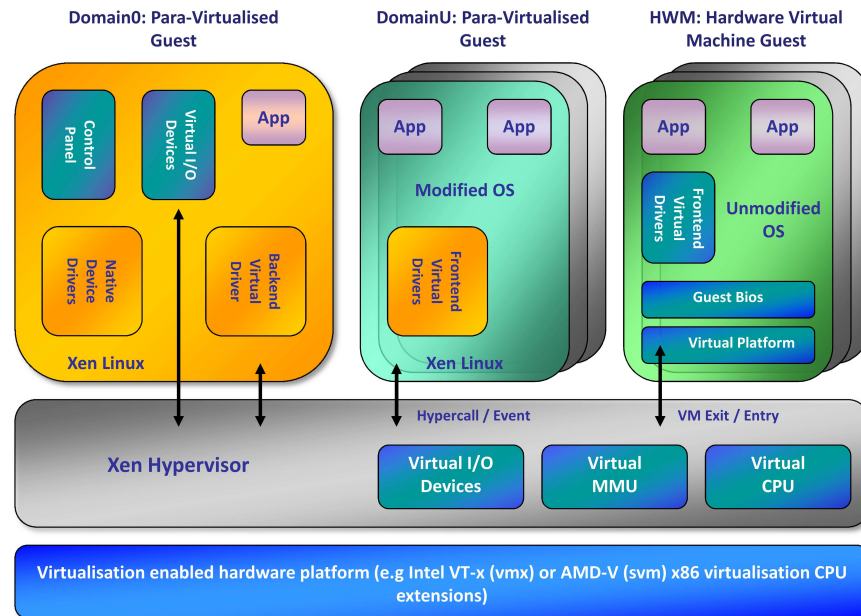 Domain0: Para-Virtualised
Guest
DomainU: Para-Virtualised
Guest
HWM: Hardware Virtual
Machine Guest
Control
Panel
Virtual I/O
Devices
App
Native
Device
Drivers
Backend
Virtual
Driver
Xen Linux
App
App
Modified OS
Frontend
Virtual
Drivers
Xen Linux
App
App
Frontend
Virtual
Drivers
Unmodified
OS
Guest Bios
Virtual Platform
Hypercall / Event
VM Exit / Entry
Xen Hypervisor
Virtual I/O
Devices
Virtual
MMU
Virtual
CPU
Virtualisation enabled hardware platform (e.g Intel VT-x (vmx) or AMD-V (svm) x86 virtualisation CPU
extensions)